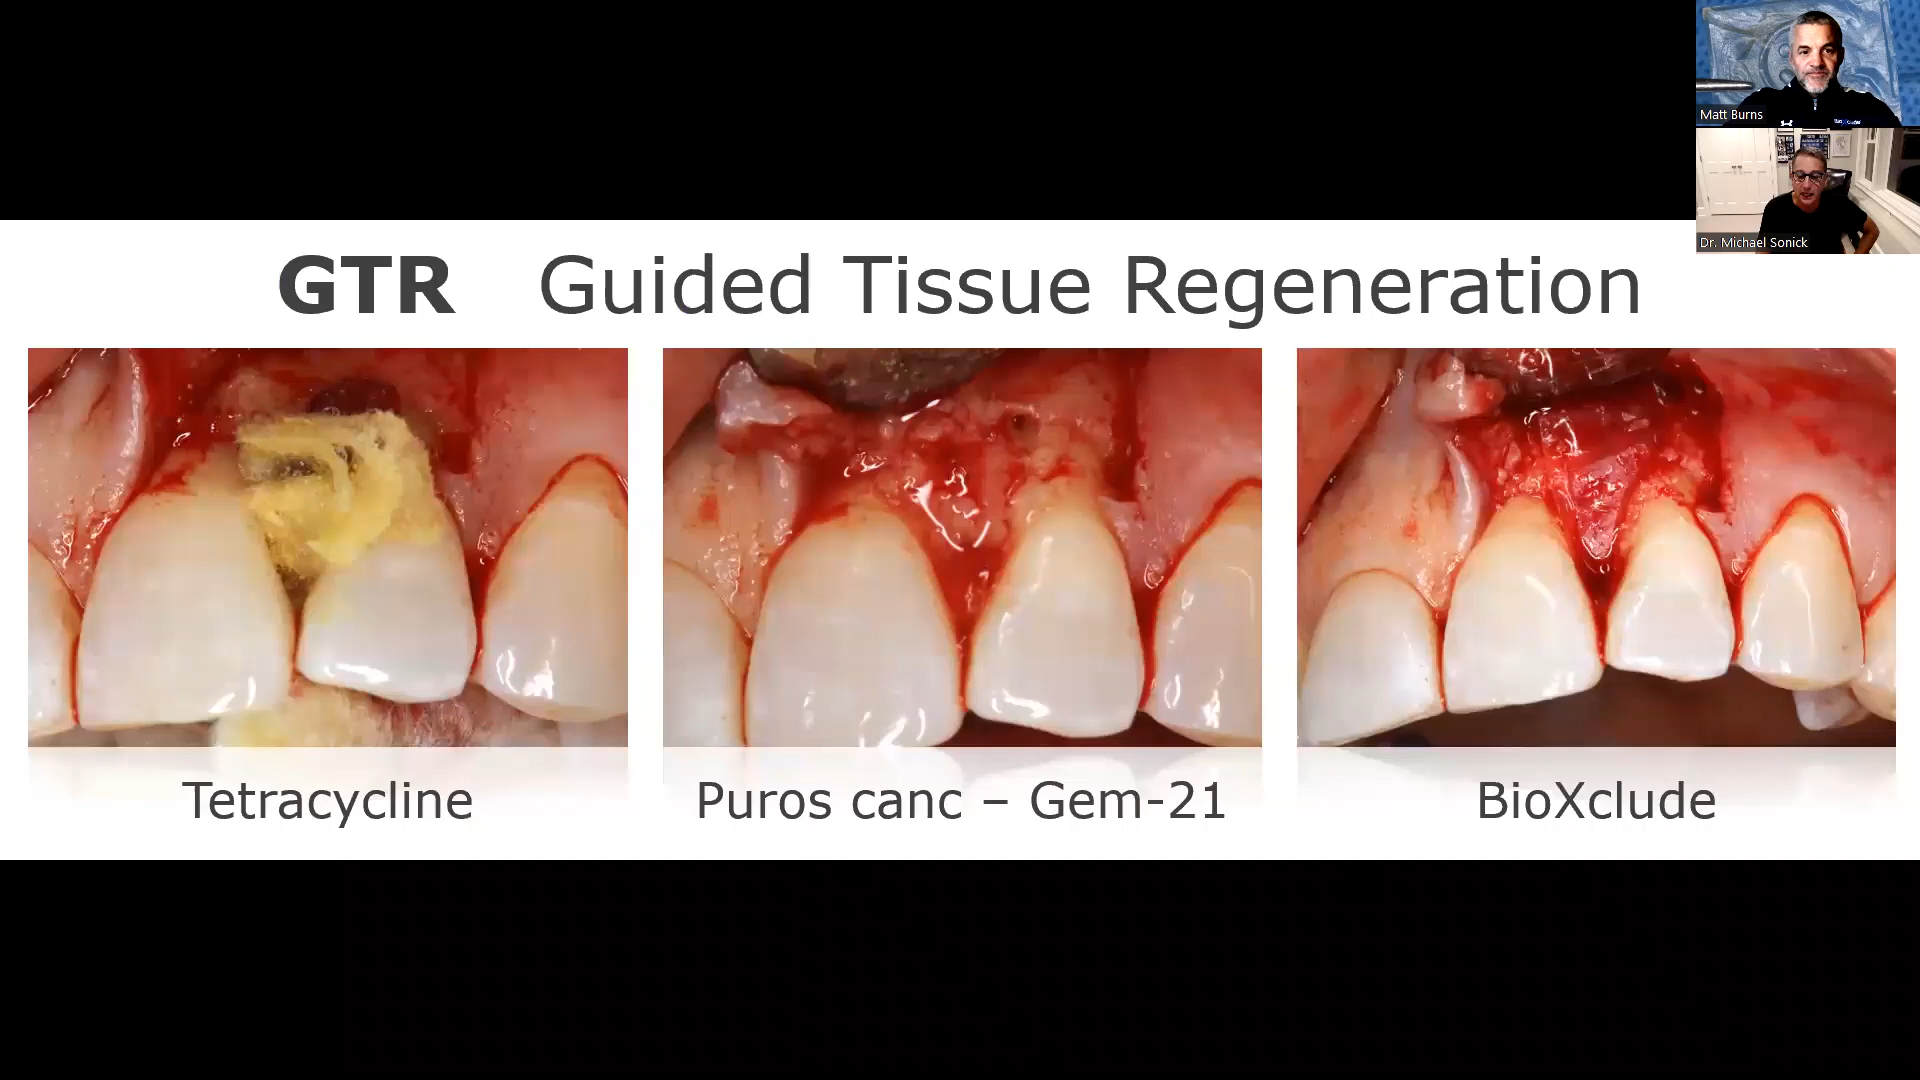 Matt Burns
Dr. Michael Sonick
GTR Guided Tissue Regeneration
Tetracycline
Puros canc – Gem-21
BioXclude